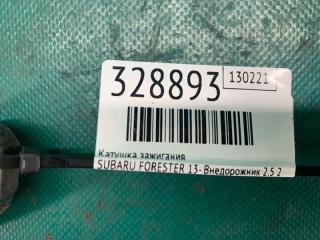 328893
130221
Катушка зажигания
SUBARU FORESTER 13- Внедорожник 2.5 2